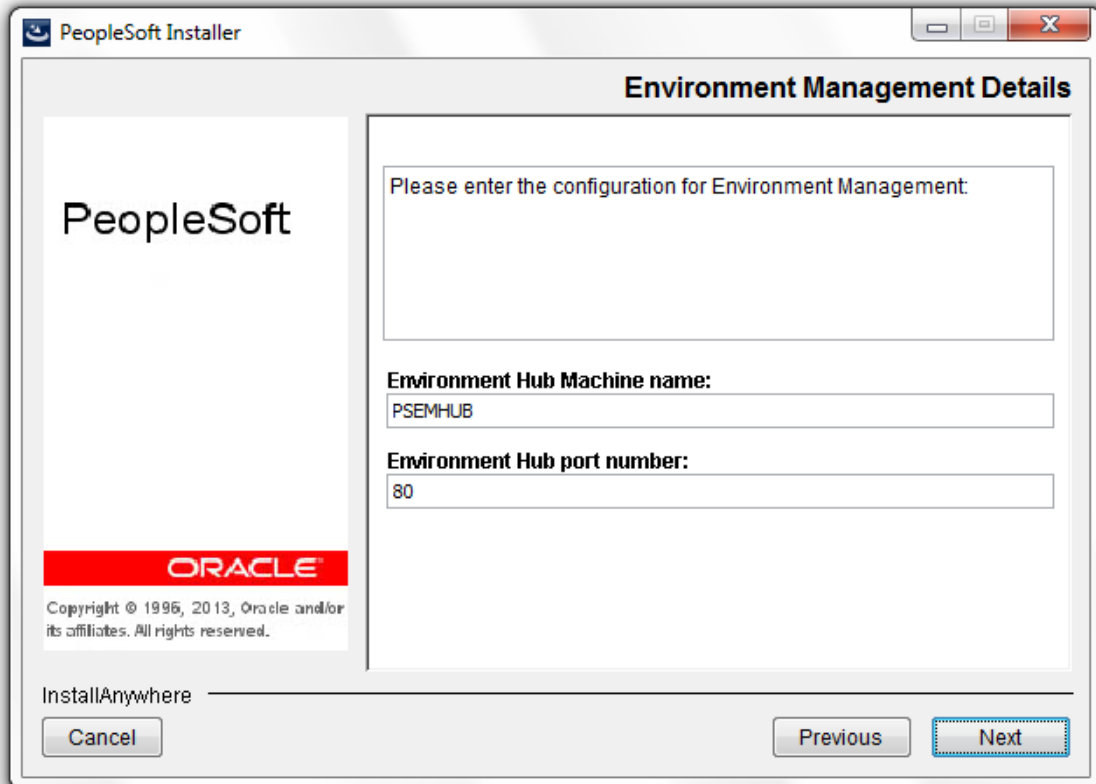 PeopleSoft Installer
Environment Management Details
PeopleSoft
Please enter the configuration for Environment Management:
Environment Hub Machine name:
PSEMHUB
Environment Hub port number:
80
ORACLE
Copyright © 1996, 2013, Oracle and/or
its affiliates. All rights reserved.
InstallAnywhere
Cancel
Previous
Next